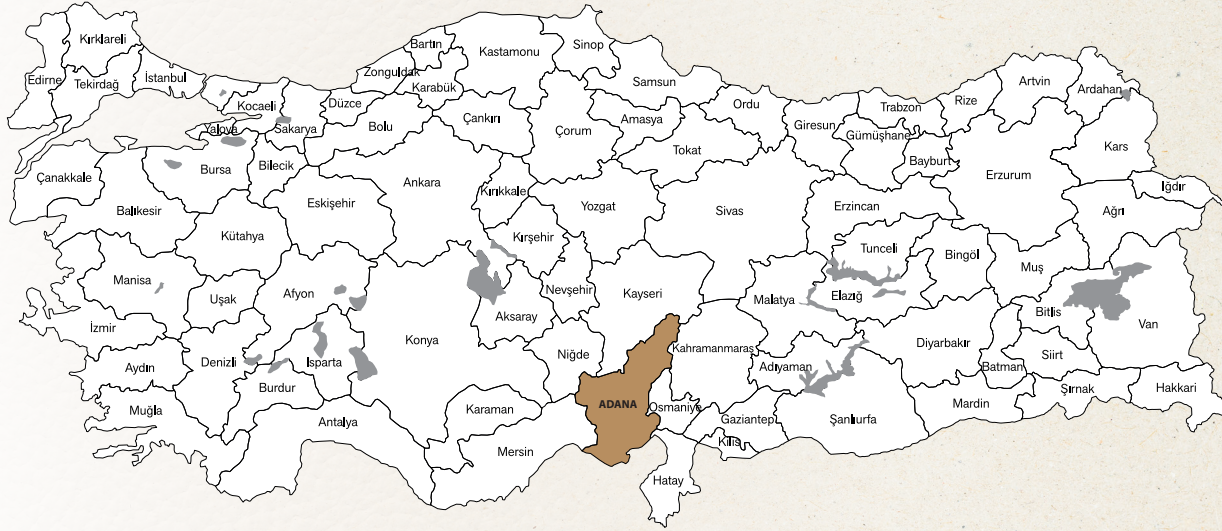 Kırklareli
Edirne
Tekirdağ
İstanbul
Kocaeli
Yalova
Sakarya
Düzce
Zonguldak
Bartın
Karabük
Kastamonu
Sinop
Samsun
Ordu
Giresun
Trabzon
Rize
Artvin
Ardahan
Çanakkale
Balıkesir
Bursa
Bilecik
Bolu
Çankırı
Çorum
Amasya
Tokat
Gümüşhane
Bayburt
Erzurum
Kars
Iğdır
Ağrı
Kütahya
Eskişehir
Ankara
Kırıkkale
Yozgat
Sivas
Erzincan
Tunceli
Bingöl
Muş
Manisa
Uşak
Afyon
Kırşehir
Nevşehir
Aksaray
Kayseri
Malatya
Elazığ
Bitlis
Van
İzmir
Aydın
Denizli
Isparta
Burdur
Konya
Niğde
Kahramanmaraş
Adıyaman
Diyarbakır
Batman
Siirt
Şırnak
Hakkari
Muğla
Antalya
Karaman
Mersin
ADANA
Osmaniye
Gaziantep
Kilis
Şanlıurfa
Mardin
Hatay